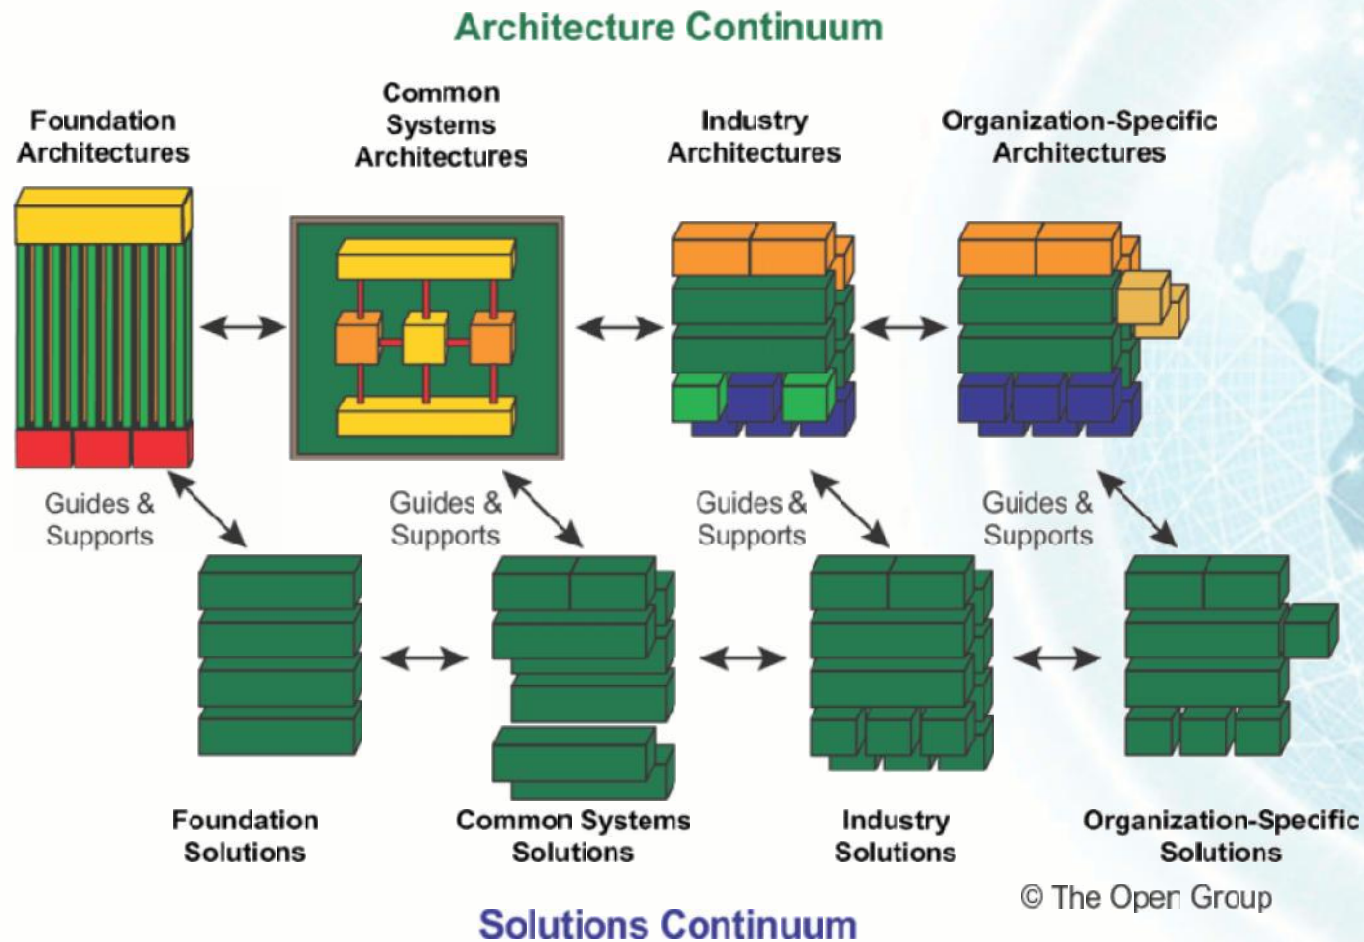 Architecture Continuum
Foundation
Architectures
Common
Systems
Architectures
Industry
Architectures
Organization-Specific
Architectures
Guides &
Supports
Guides &
Supports
Guides &
Supports
Guides &
Supports
Foundation
Solutions
Common Systems
Solutions
Industry
Solutions
Organization-Specific
Solutions
© The Open Group
Solutions Continuum